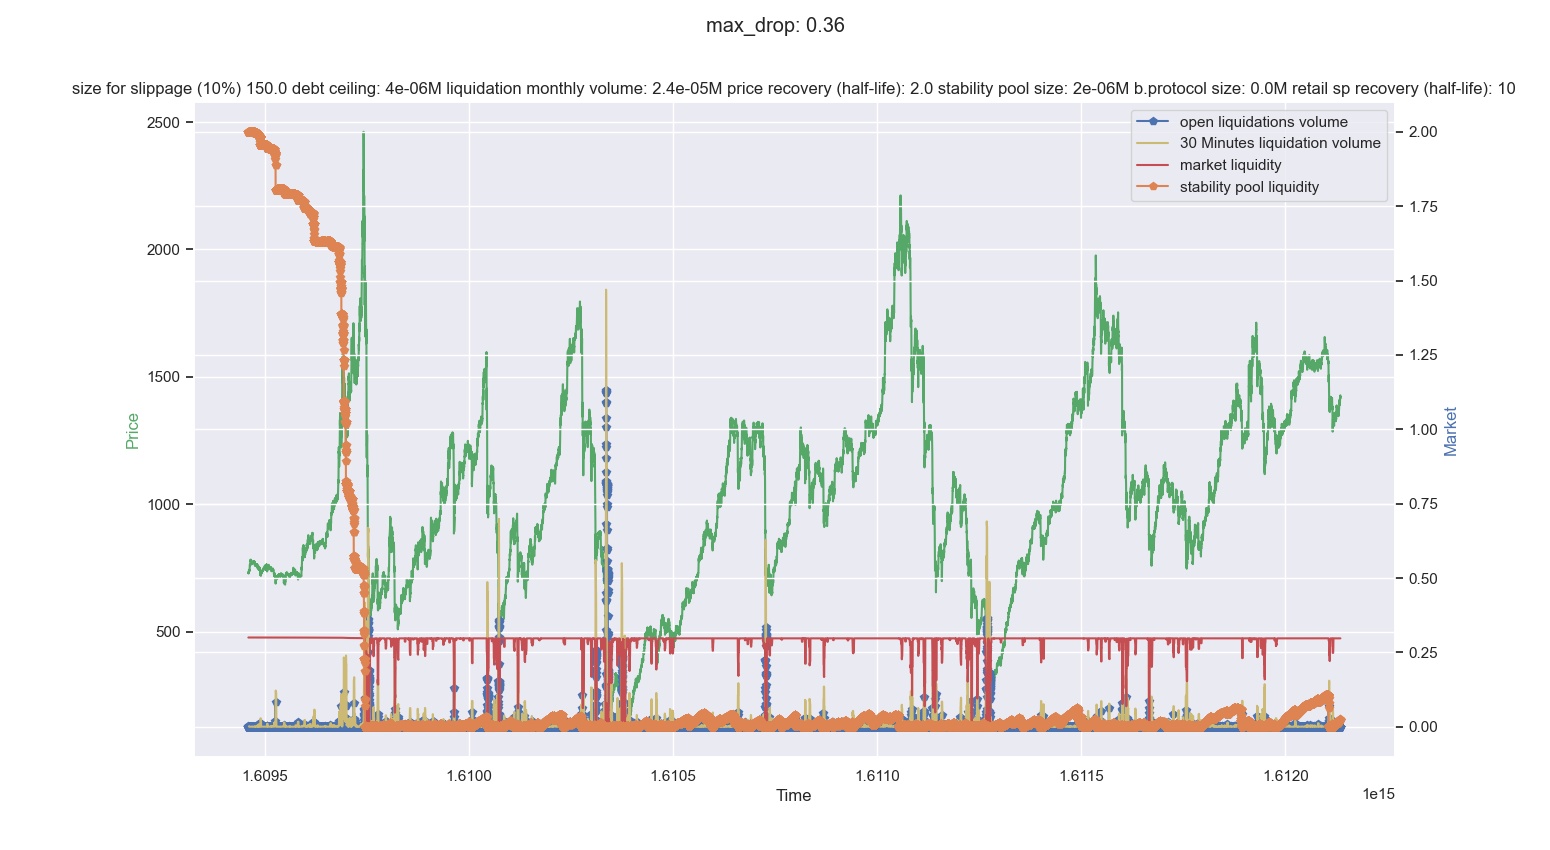 max_drop: 0.36
size for slippage (10%) 150.0 debt ceiling: 4e-06M liquidation monthly volume: 2.4e-05M price recovery (half-life): 2.0 stability pool size: 2e-06M b.protocol size: 0.0M retail sp recovery (half-life): 10
open liquidations volume
30 Minutes liquidation volume
market liquidity
stability pool liquidity
2500
2000
1500
1000
500
Price
2.00
1.75
1.50
1.25
1.00
0.75
0.50
0.25
0.00
Market
1.6095 1.6100 1.6105 1.6110 1.6115 1.6120
Time
1e15